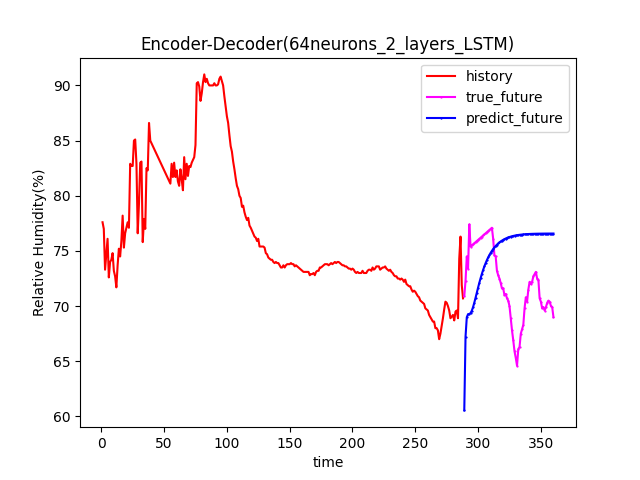 Encoder-Decoder(64neurons_2_layers_LSTM)
history
true_future
predict_future
Relative Humidity(%)
90
85
80
75
70
65
60
0 50 100 150 200 250 300 350
time